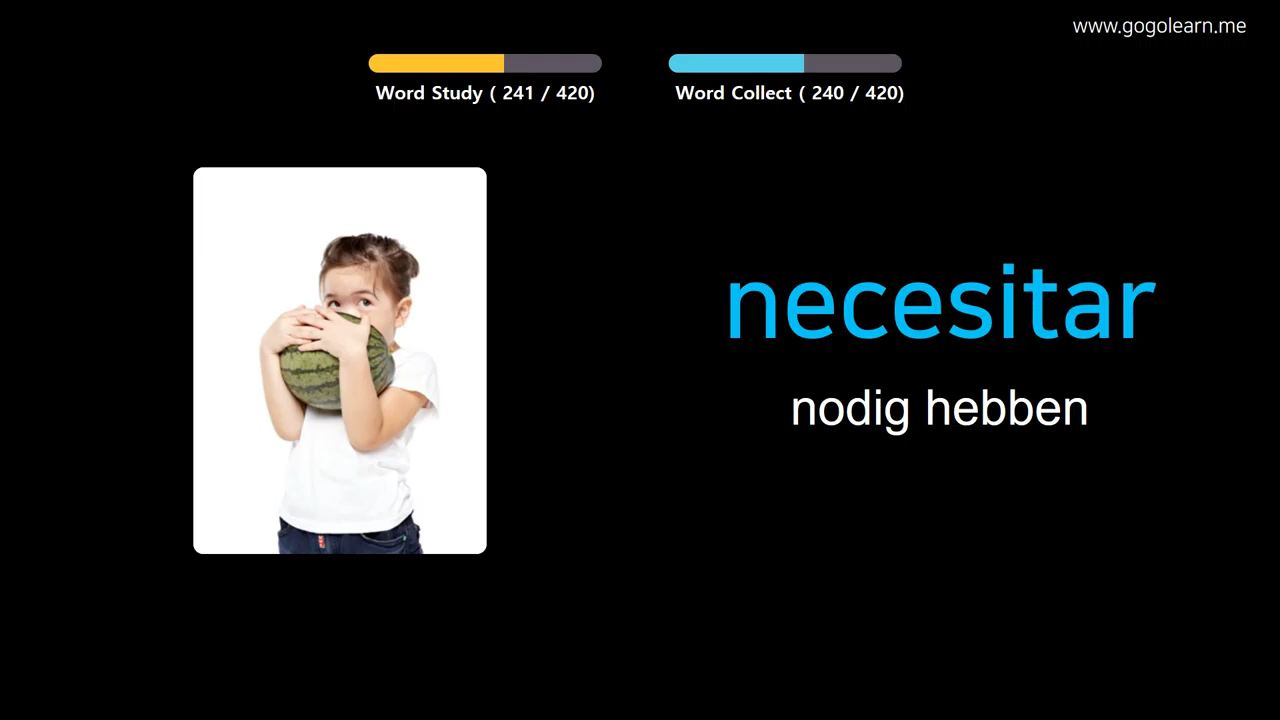 www.gogolearn.me
Word Study ( 241 / 420)
Word Collect ( 240 / 420)
necesitar
nodig hebben